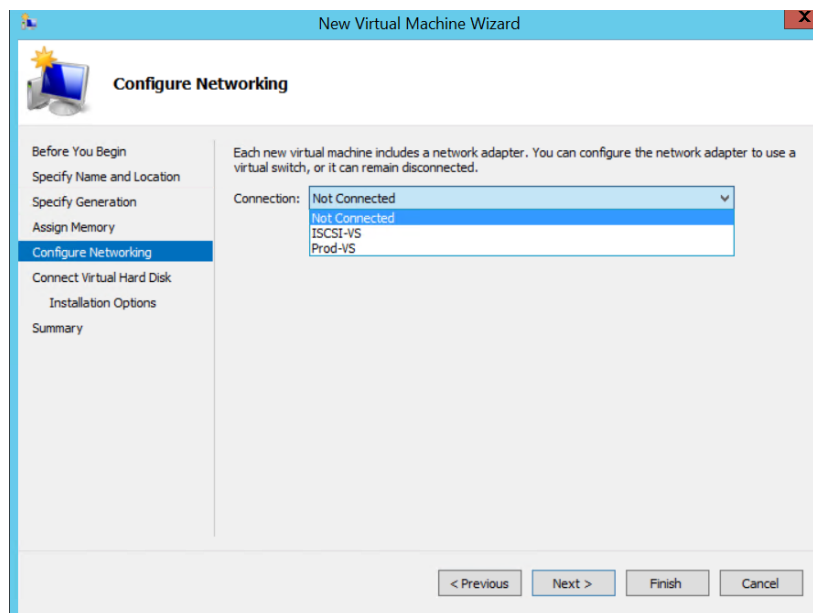 New Virtual Machine Wizard
X
Configure Networking
Before You Begin
Specify Name and Location
Specify Generation
Assign Memory
Configure Networking
Connect Virtual Hard Disk
Installation Options
Summary
Each new virtual machine includes a network adapter. You can configure the network adapter to use a
virtual switch, or it can remain disconnected.
Connection: Not Connected
Not Connected
ISCSI-VS
Prod-VS
< Previous Next > Finish Cancel